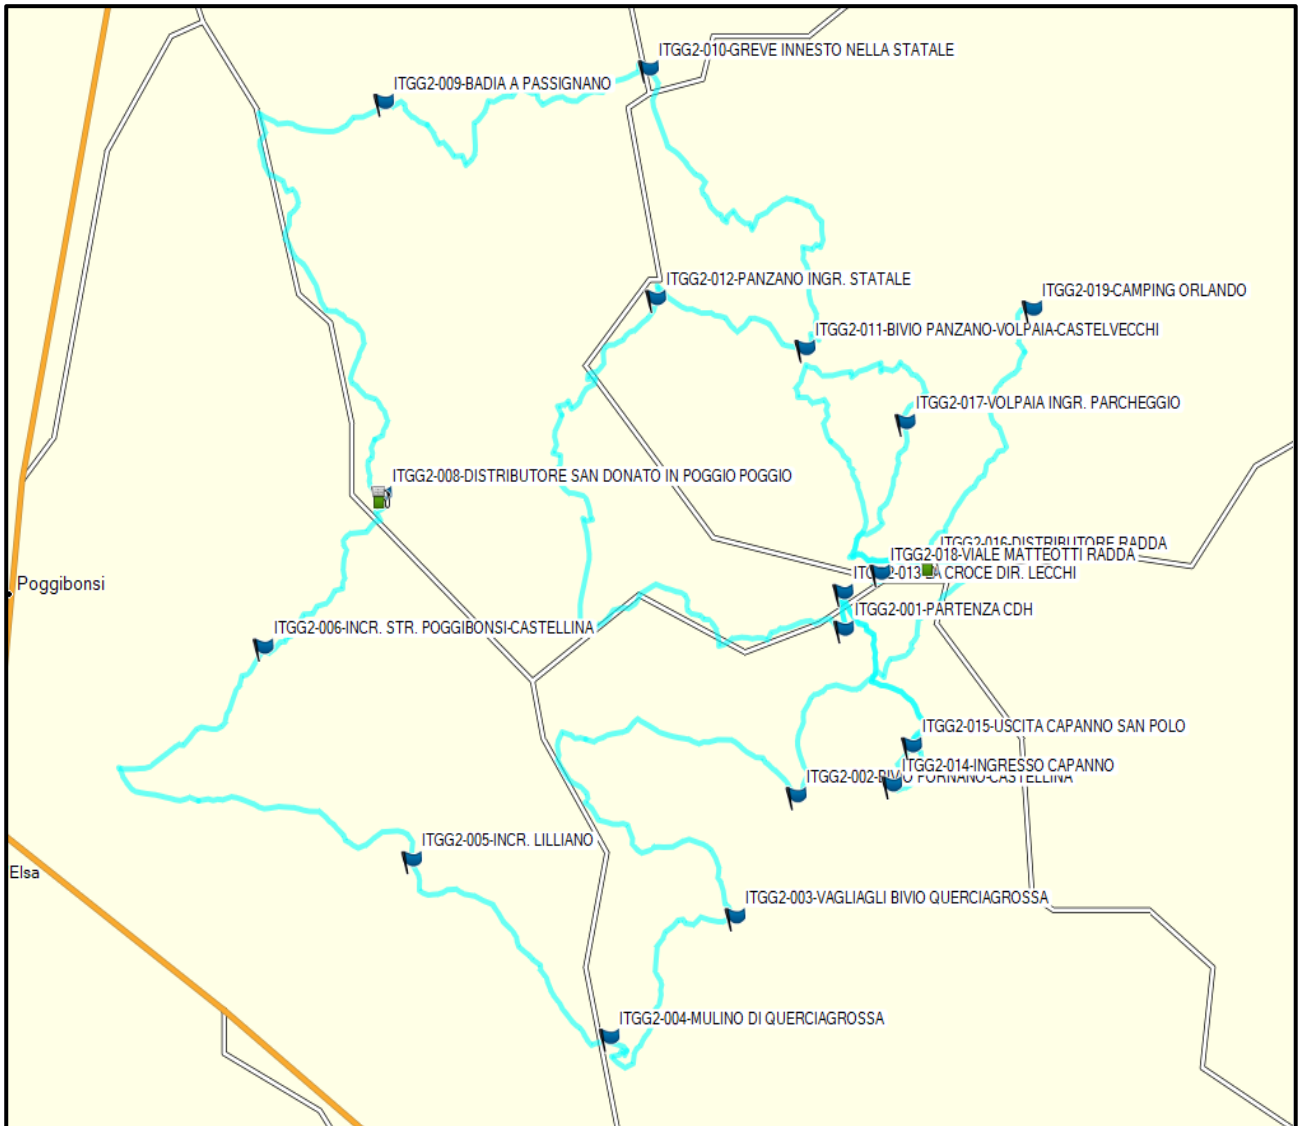 ITGG2-010-GREVE INNESTO NELLA STATALE
ITGG2-009-BADIA A PASSIGNANO
ITGG2-012-PANZANO INGR. STATALE
ITGG2-019-CAMPING ORLANDO
ITGG2-011-BIVIO PANZANO-VOLPAIA-CASTELVECCHI
ITGG2-017-VOLPAIA INGR. PARCHEGGIO
ITGG2-008-DISTRIBUTORE SAN DONATO IN POGGIO POGGIO
ITGG2-016-DISTRIBUTORE RADDA
ITGG2-018-VIALE MATTEOTTI RADDA
CROCE DIR. LECCHI
Poggibonsi
ITGG2-001-PARTENZA CDH
ITGG2-006-INCR. STR. POGGIBONSI-CASTELLINA
ITGG2-015-USCITA CAPANNO SAN POLO
ITGG2-014-INGRESSO CAPANNO
ITGG2-002-BIVIO FORNANO-CASTELLINA
ITGG2-005-INCR. LILLIANO
Elsa
ITGG2-003-VAGLIAGLI BIVIO QUERCIAGROSSA
ITGG2-004-MULINO DI QUERCIAGROSSA